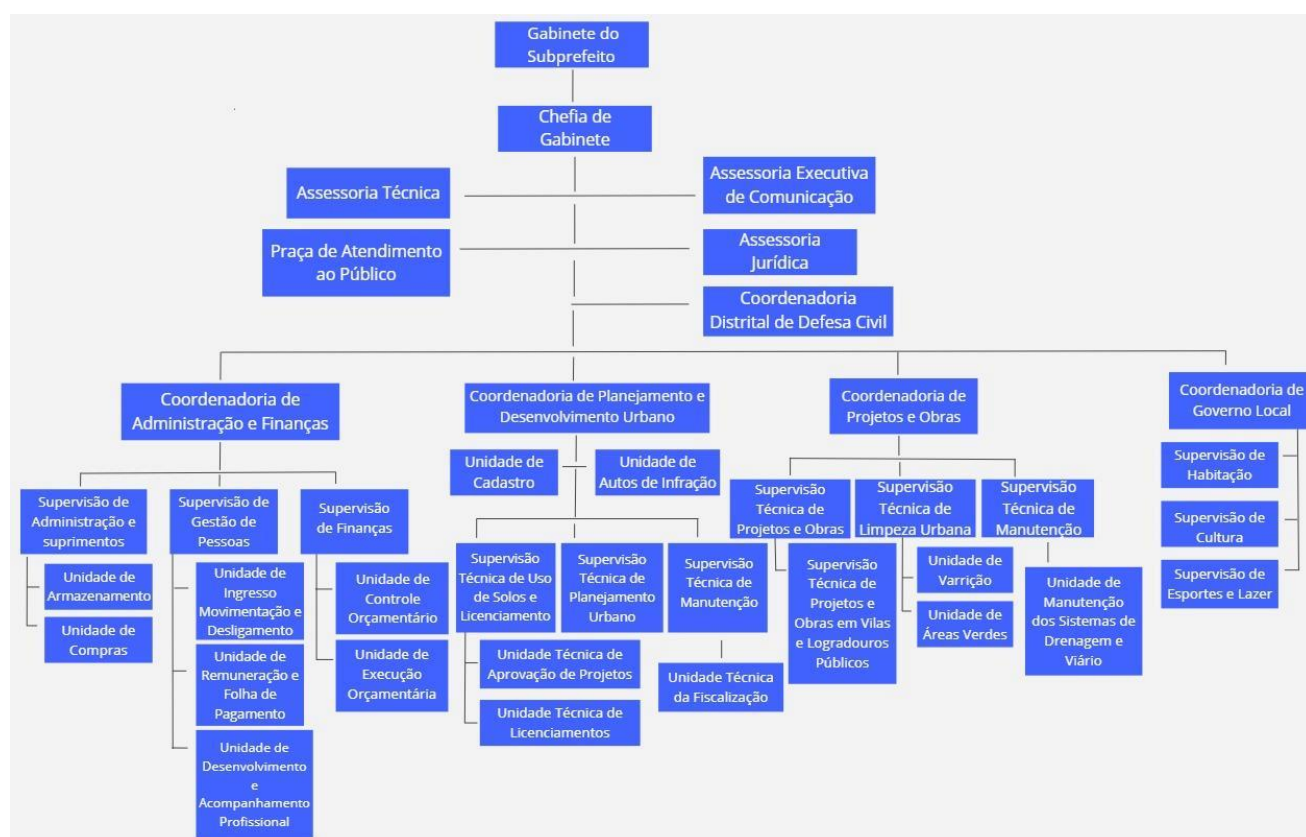 Gabinete do
Subprefeito
Chefia de
Gabinete
Assessoria Técnica
Assessoria Executiva
de Comunicação
Praça de Atendimento
ao Público
Assessoria
Jurídica
Coordenadoria
Distrital de Defesa Civil
Coordenadoria de
Administração e Finanças
Coordenadoria de Planejamento e
Desenvolvimento Urbano
Coordenadoria de
Projetos e Obras
Coordenadoria de
Governo Local
Supervisão de
Administração e
suprimentos
Unidade de
Armazenamento
Unidade de
Compras
Supervisão de
Gestão de
Pessoas
Unidade de
Ingresso
Movimentação e
Desligamento
Unidade de
Remuneração e
Folha de
Pagamento
Unidade de
Desenvolvimento
e
Acompanhamento
Profissional
Supervisão
de Finanças
Unidade de
Controle
Orçamentário
Unidade de
Execução
Orçamentária
Unidade de
Cadastro
Unidade de
Autos de Infração
Supervisão
Técnica de Uso
de Solos e
Licenciamento
Unidade Técnica de
Aprovação de Projetos
Unidade Técnica de
Licenciamentos
Supervisão
Técnica de
Planejamento
Urbano
Supervisão
Técnica de
Manutenção
Unidade Técnica
da Fiscalização
Supervisão
Técnica de
Projetos e Obras
Supervisão
Técnica de
Projetos e
Obras em Vilas
e Logradouros
Públicos
Supervisão
Técnica de
Limpeza Urbana
Unidade de
Varrição
Unidade de
Áreas Verdes
Supervisão
Técnica de
Manutenção
Unidade de
Manutenção
dos Sistemas de
Drenagem e
Viário
Supervisão de
Habitação
Supervisão de
Cultura
Supervisão de
Esportes e Lazer